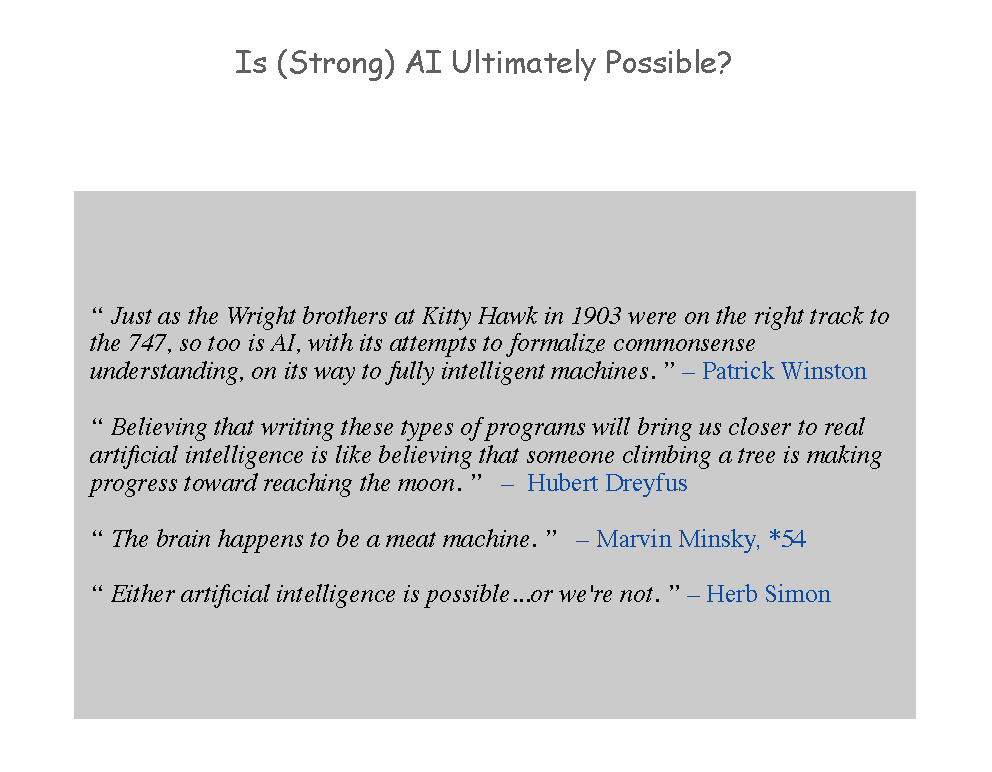 Is (Strong) AI Ultimately Possible?
“ Just as the Wright brothers at Kitty Hawk in 1903 were on the right track to
the 747, so too is AI, with its attempts to formalize commonsense
understanding, on its way to fully intelligent machines. ” – Patrick Winston
“ Believing that writing these types of programs will bring us closer to real
artificial intelligence is like believing that someone climbing a tree is making
progress toward reaching the moon. ” – Hubert Dreyfus
“ The brain happens to be a meat machine. ” – Marvin Minsky, *54
“ Either artificial intelligence is possible...or we're not. ” – Herb Simon